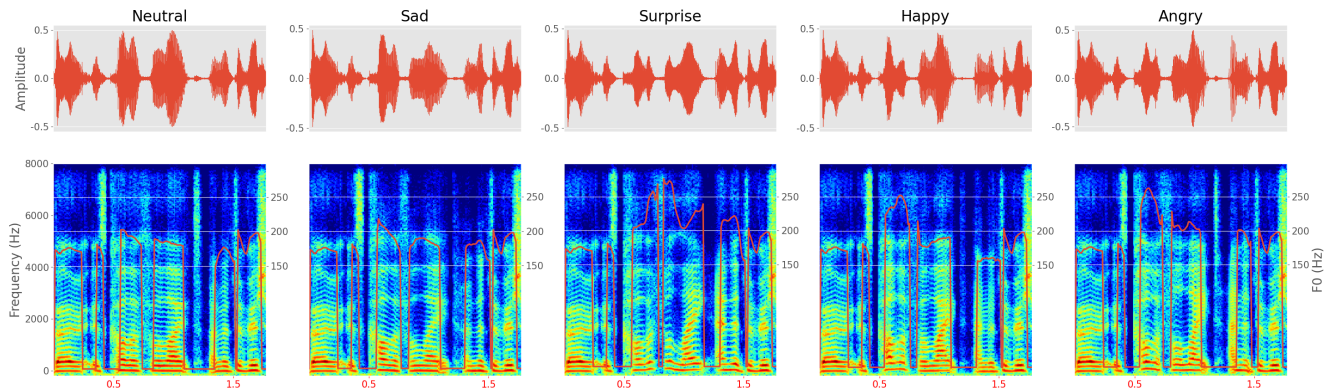 Neutral Sad Surprise Happy Angry
Amplitude
0.5 0.5 0.5 0.5 0.5
0.0 0.0 0.0 0.0 0.0
-0.5 -0.5 -0.5 -0.5 -0.5
Frequency (Hz)
8000
6000
4000
2000
0
250 250 250 250 250
200 200 200 200 200
150 150 150 150 150
F0 (Hz)
0.5 1.5 0.5 1.5 0.5 1.5 0.5 1.5 0.5 1.5